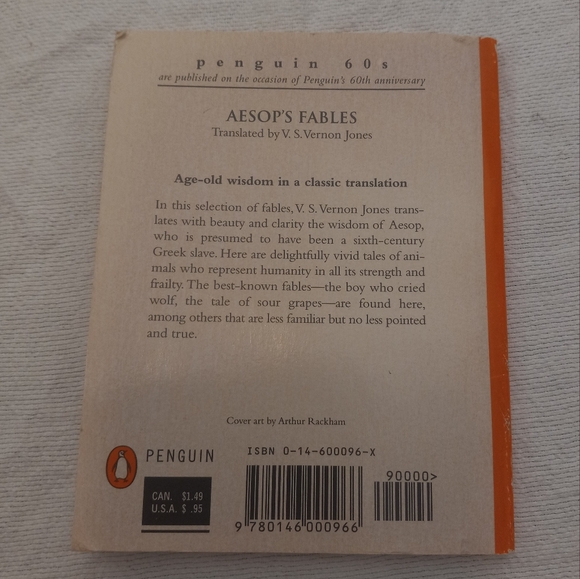 penguin 60s
are published on the occasion of Penguin's 60th anniversary
AESOP'S FABLES
Translated by V. S. Vernon Jones
Age-old wisdom in a classic translation
In this selection of fables, V. S. Vernon Jones trans-
lates with beauty and clarity the wisdom of Aesop,
who is presumed to have been a sixth-century
Greek slave. Here are delightfully vivid tales of ani-
mals who represent humanity in all its strength and
frailty. The best-known fables—the boy who cried
wolf, the tale of sour grapes—are found here,
among others that are less familiar but no less pointed
and true.
Cover art by Arthur Rackham
PENGUIN
CAN. $1.49
U.S.A. $ .95
ISBN 0-14-600096-X
90000>
9 780146 000966